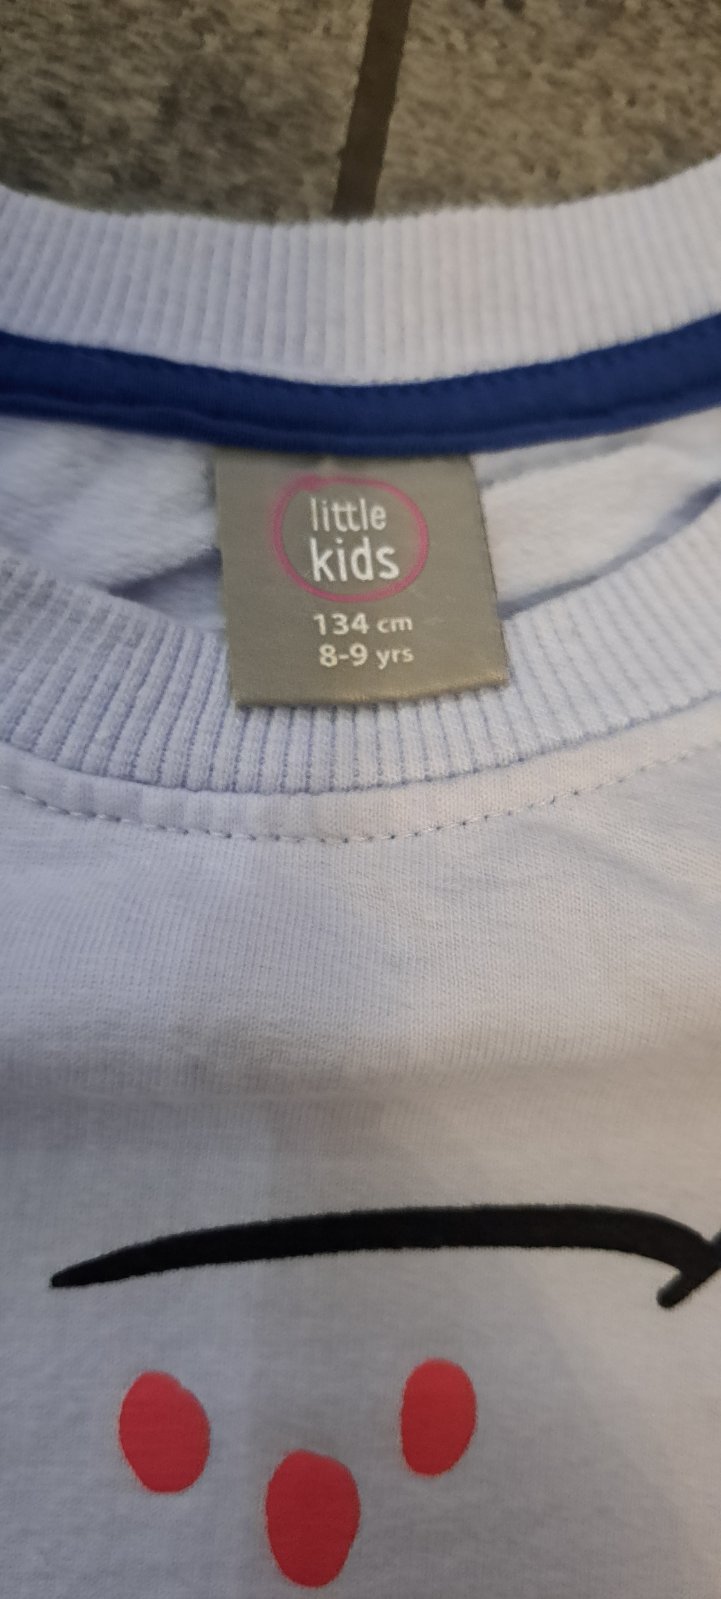 little
kids
134 cm
8-9 yrs